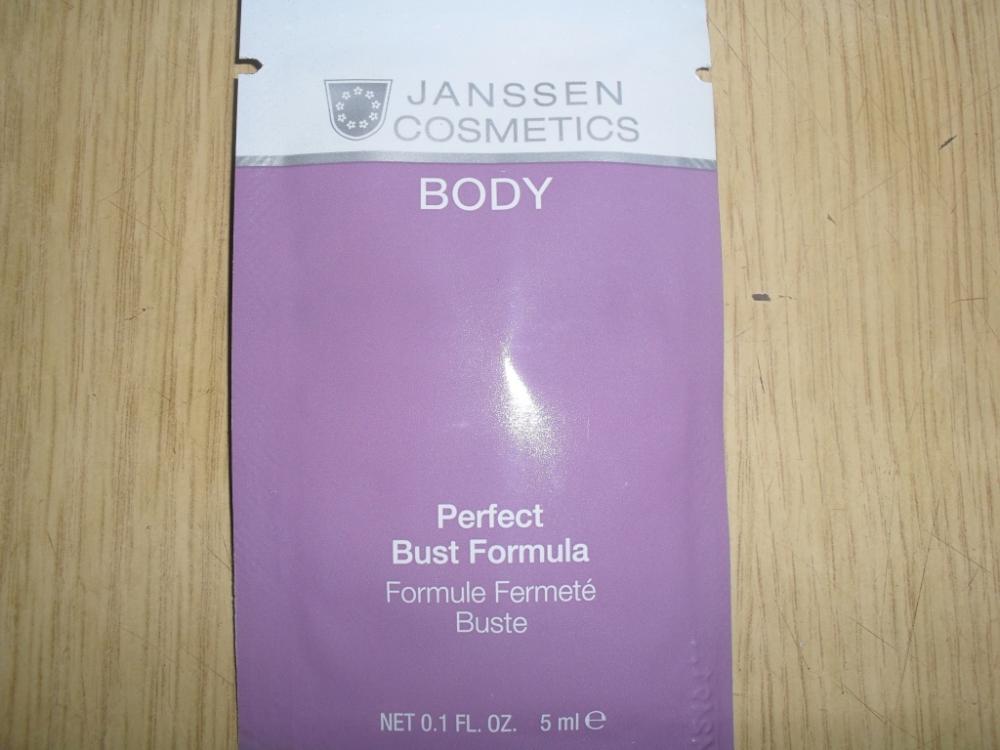 JANSSEN
COSMETICS
BODY
Perfect
Bust Formula
Formule Fermeté
Buste
NET 0.1 FL. OZ. 5 ml ℮